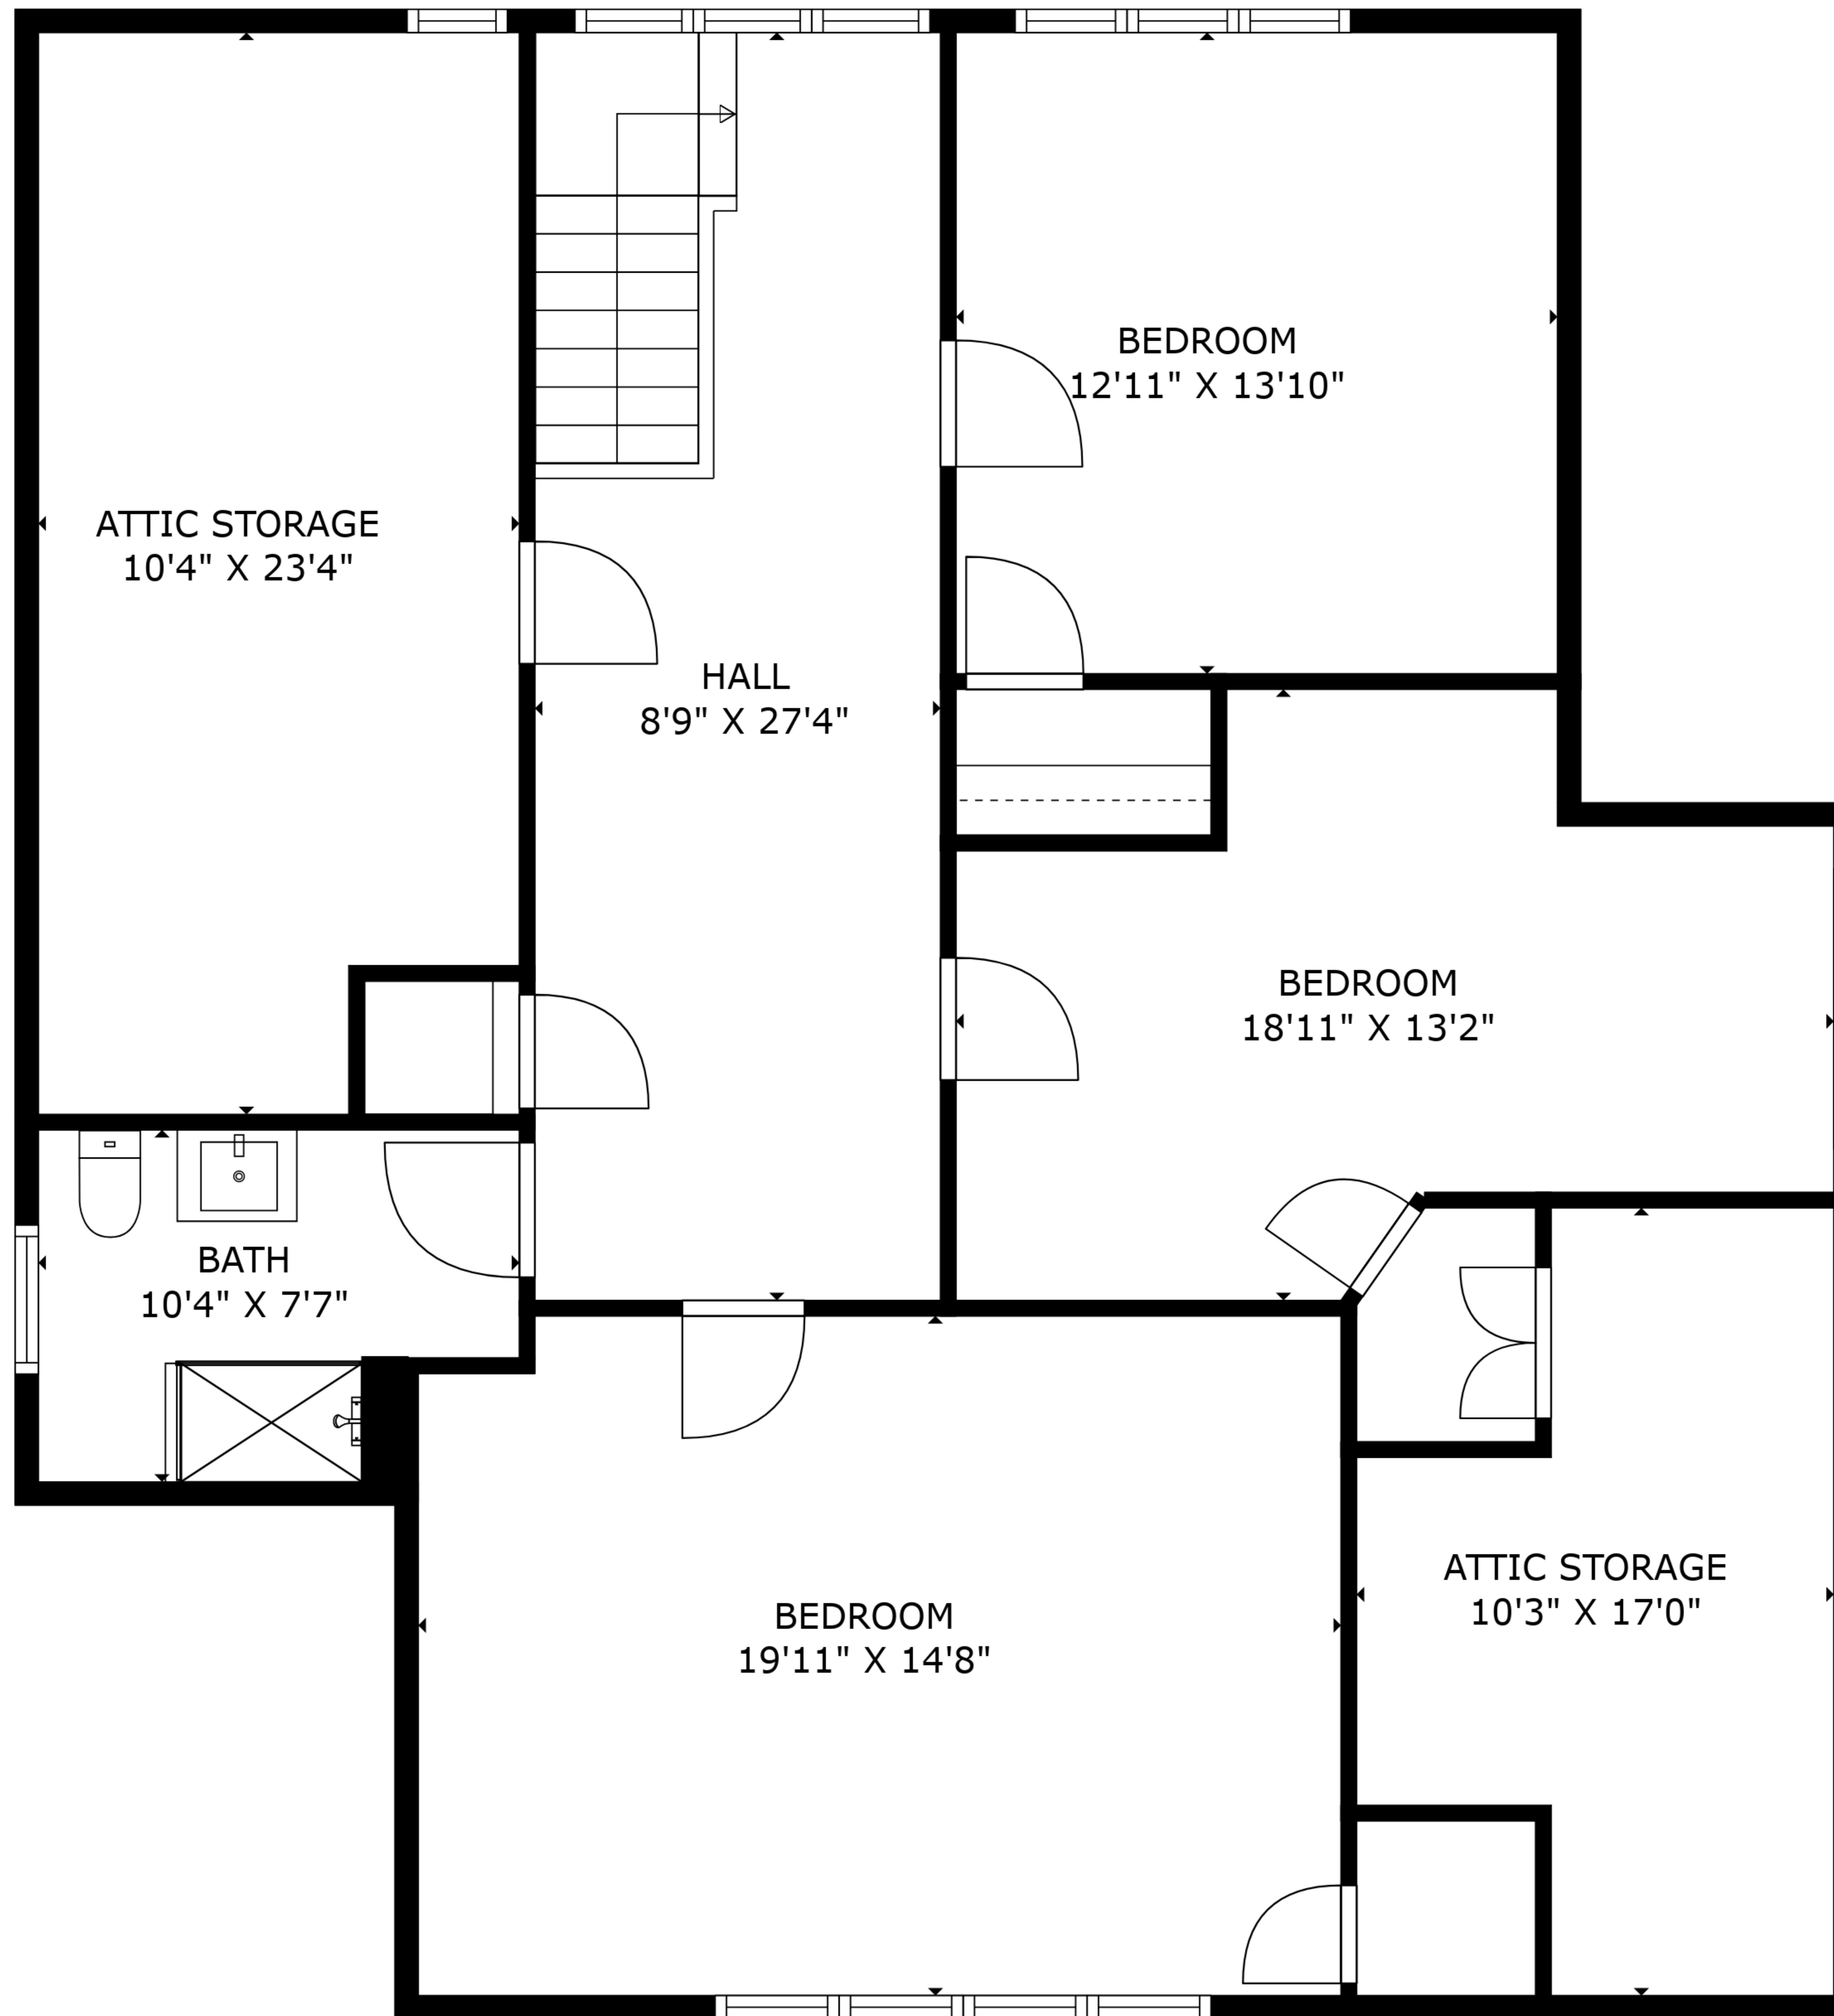 BEDROOM
12'11" X 13'10"
ATTIC STORAGE
10'4" X 23'4"
HALL
8'9" X 27'4"
BEDROOM
18'11" X 13'2"
BATH
10'4" X 7'7"
ATTIC STORAGE
10'3" X 17'0"
BEDROOM
19'11" X 14'8"